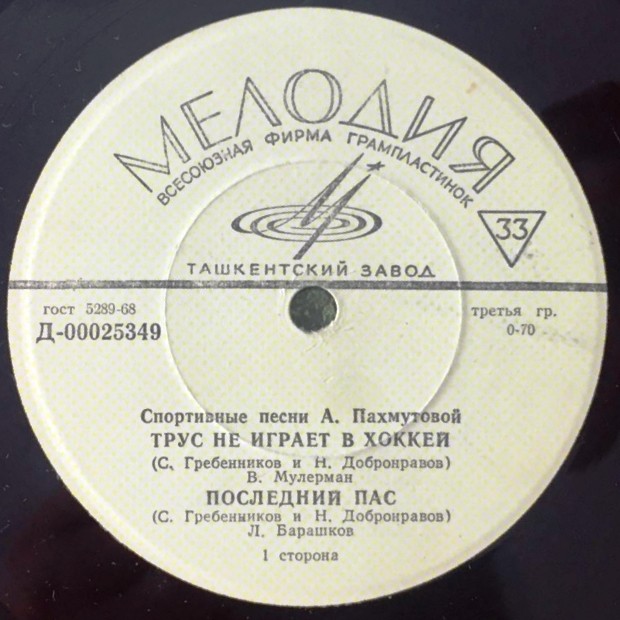 МЕЛОДИЯ
ВСЕСОЮЗНАЯ ФИРМА ГРАМПЛАСТИНОК
33
ТАШКЕНТСКИЙ ЗАВОД
гост 5289-68
третья гр.
Д-00025349
0-70
Спортивные песни А. Пахмутовой
ТРУС НЕ ИГРАЕТ В ХОККЕЙ
(С. Гребенников и Н. Добронравов)
В. Мулерман
ПОСЛЕДНИЙ ПАС
(С. Гребенников и Н. Добронравов)
Л. Барашков
1 сторона